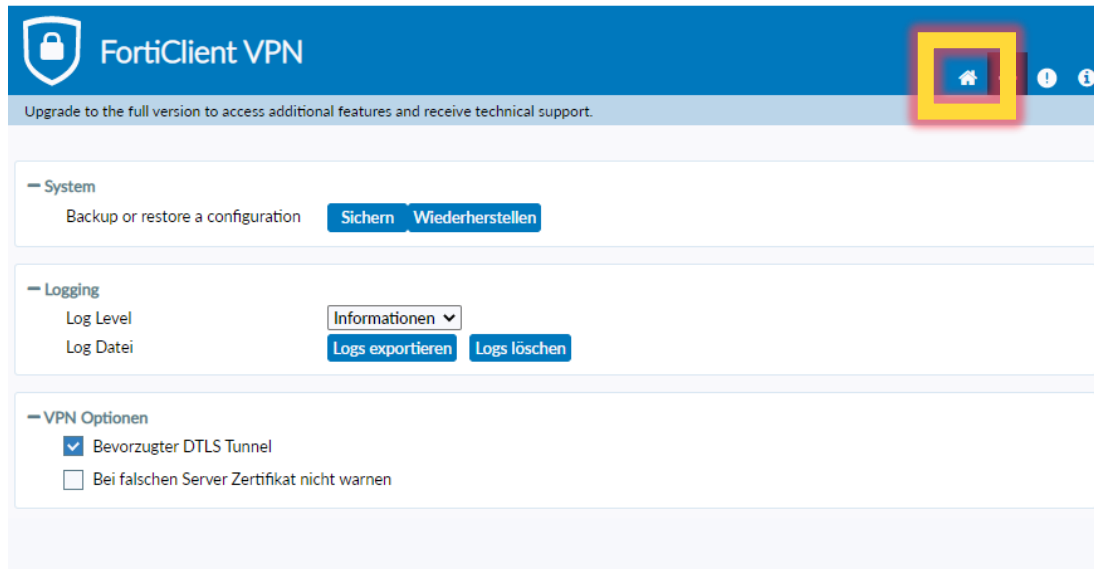 FortiClient VPN
Upgrade to the full version to access additional features and receive technical support.
System
Backup or restore a configuration Sichern Wiederherstellen
Logging
Log Level Informationen
Log Datei Logs exportieren Logs löschen
VPN Optionen
Bevorzugter DTLS Tunnel
Bei falschen Server Zertifikat nicht warnen